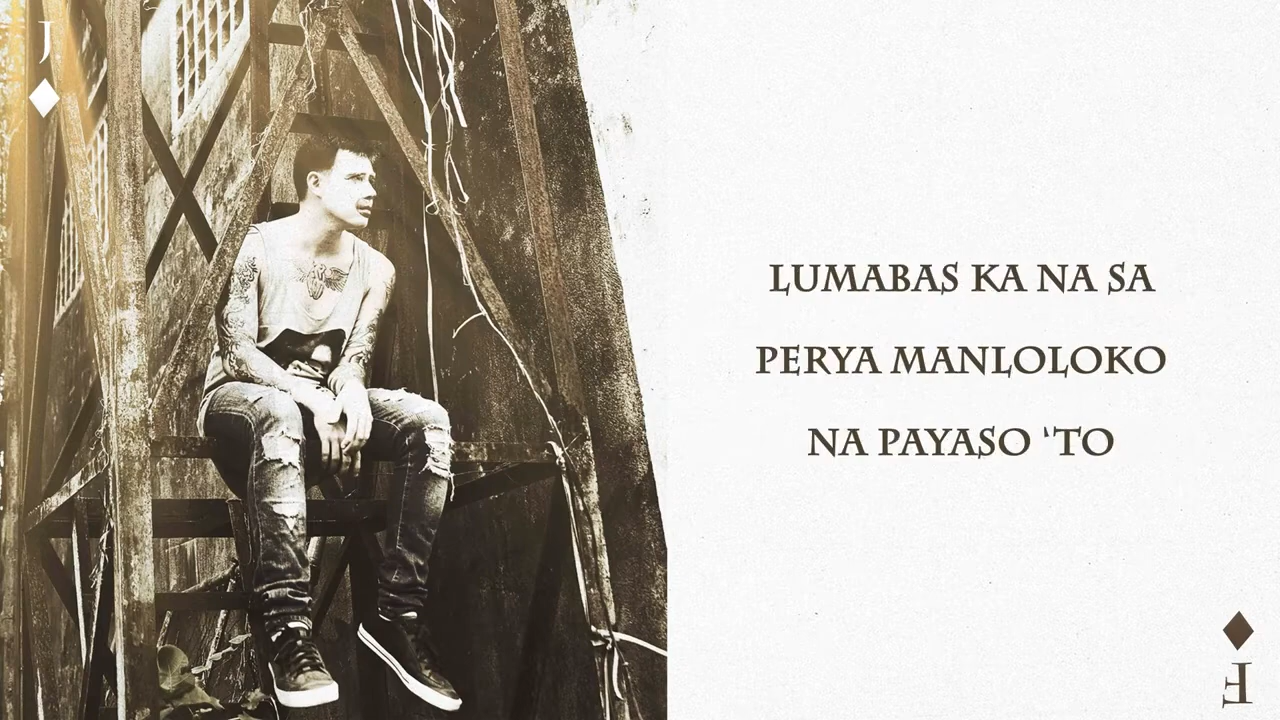 J
LUMABAS KA NA SA
PERYA MANLOLOKO
NA PAYASO ‘TO
F